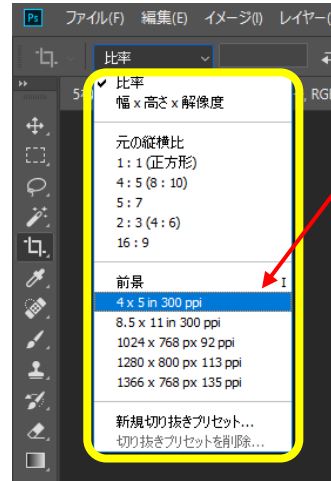 Ps ファイル(F) 編集(E) イメージ(I) レイヤー(
比率
5 , RGB
✓ 比率
幅 x 高さ x 解像度
元の縦横比
1 : 1 (正方形)
4 : 5 (8 : 10)
5 : 7
2 : 3 (4 : 6)
16 : 9
前景 I
4 x 5 in 300 ppi
8.5 x 11 in 300 ppi
1024 x 768 px 92 ppi
1280 x 800 px 113 ppi
1366 x 768 px 135 ppi
新規切り抜きプリセット...
切り抜きプリセットを削除...